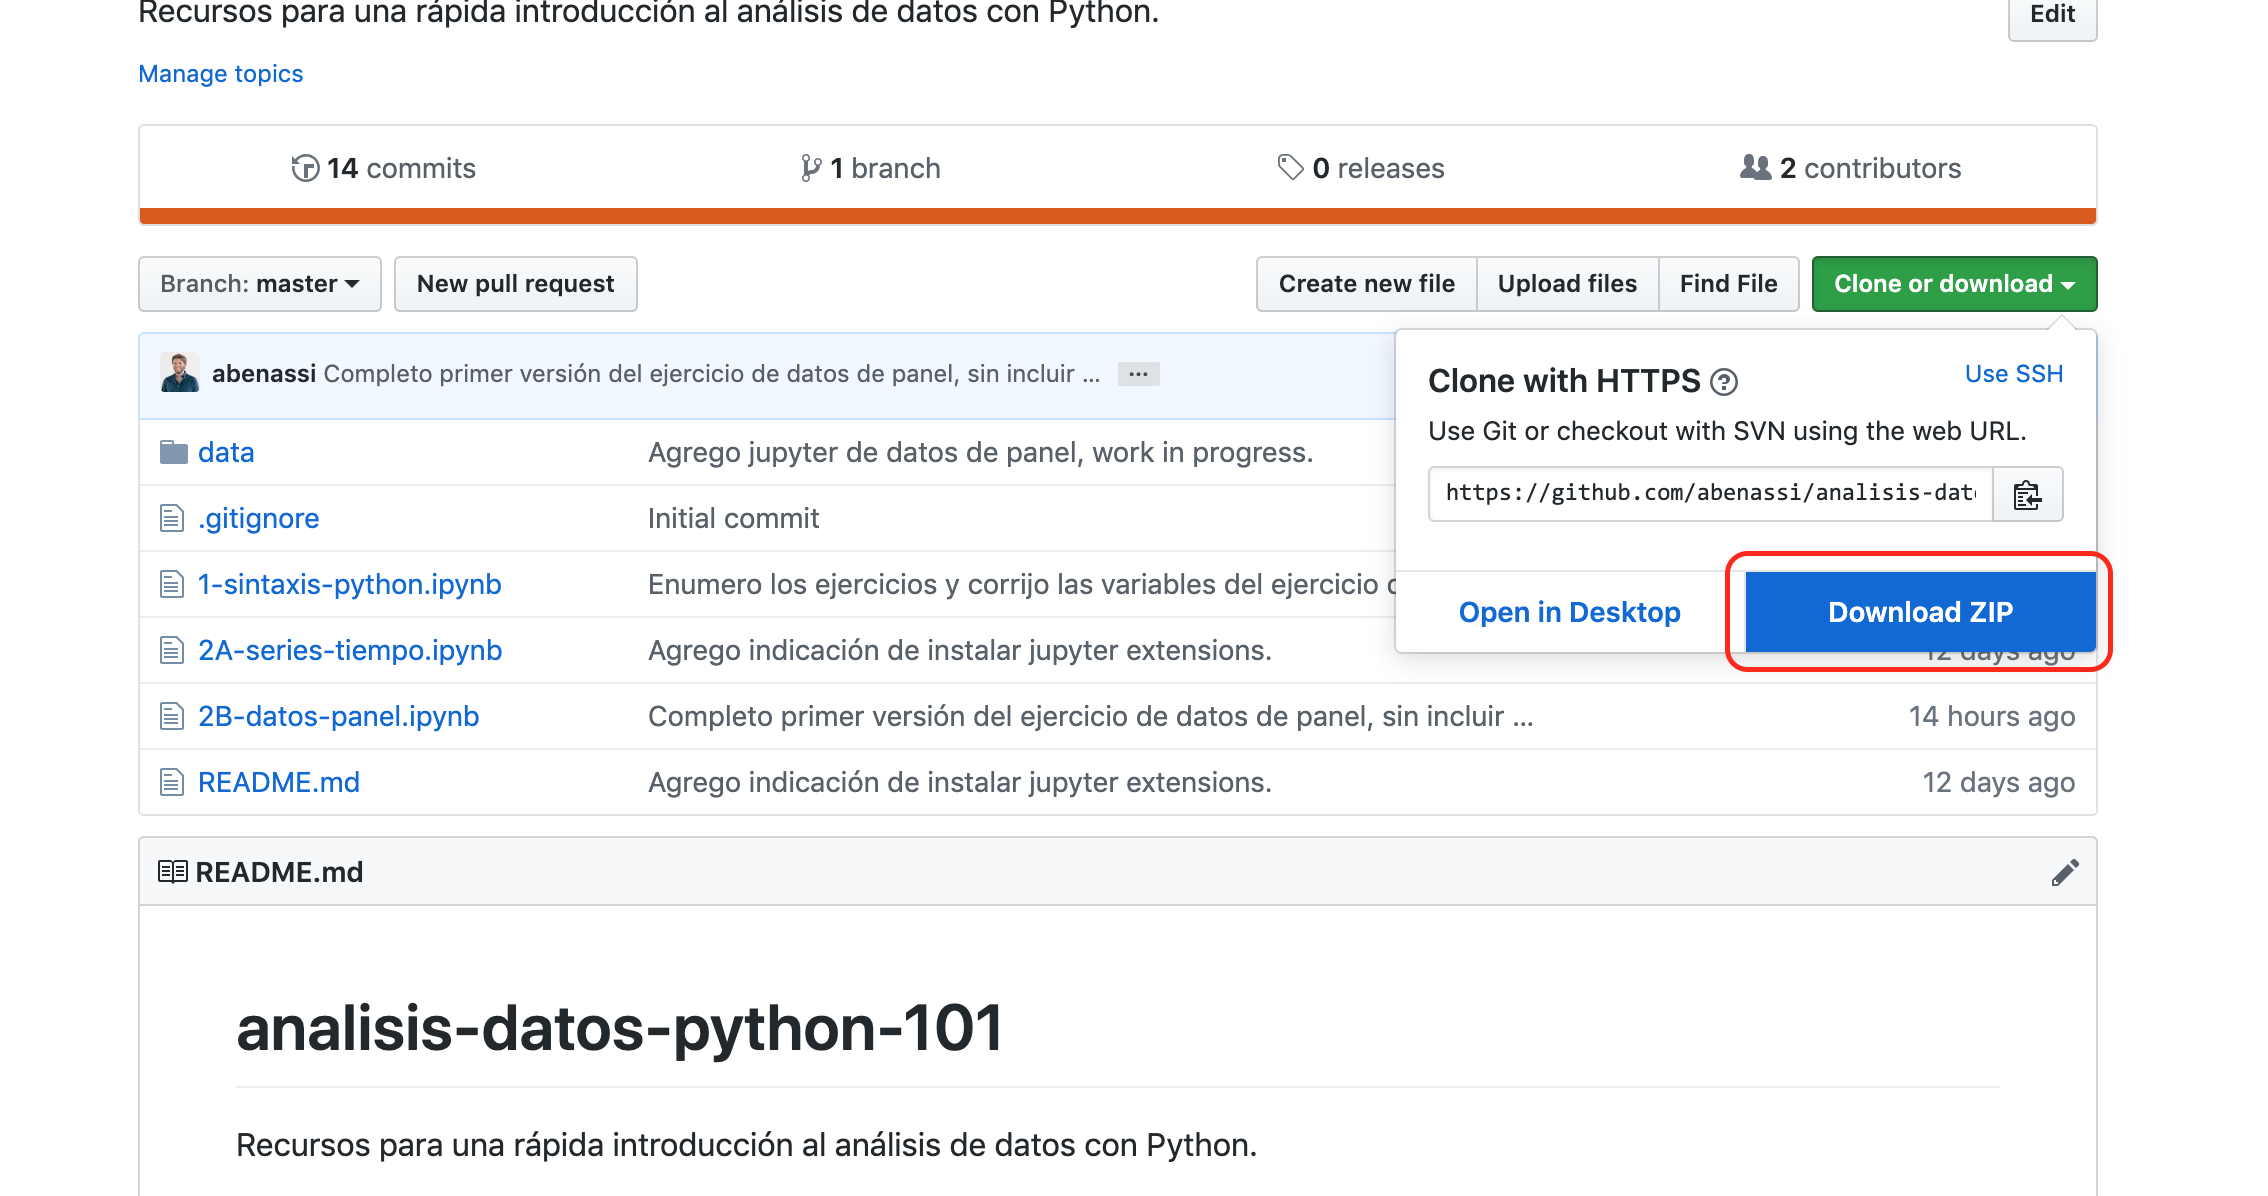 Recursos para una rápida introducción al análisis de datos con Python.
Edit
Manage topics
14 commits
1 branch
0 releases
2 contributors
Branch: master
New pull request
Create new file
Upload files
Find File
Clone or download
abenassi Completo primer versión del ejercicio de datos de panel, sin incluir ...
Clone with HTTPS
Use SSH
Use Git or checkout with SVN using the web URL.
https://github.com/abenassi/analisis-dat
Open in Desktop
Download ZIP
data
Agrego jupyter de datos de panel, work in progress.
.gitignore
Initial commit
1-sintaxis-python.ipynb
Enumero los ejercicios y corrijo las variables del ejercicio
2A-series-tiempo.ipynb
Agrego indicación de instalar jupyter extensions.
12 days ago
2B-datos-panel.ipynb
Completo primer versión del ejercicio de datos de panel, sin incluir ...
14 hours ago
README.md
Agrego indicación de instalar jupyter extensions.
12 days ago
README.md
analisis-datos-python-101
Recursos para una rápida introducción al análisis de datos con Python.